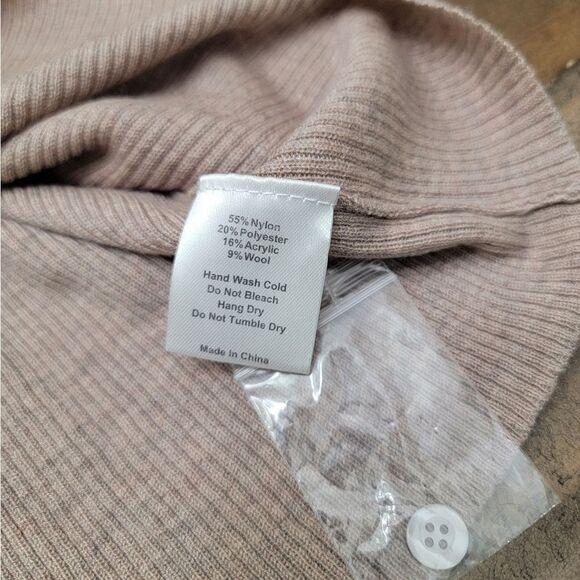 55% Nylon
20% Polyester
16% Acrylic
9% Wool
Hand Wash Cold
Do Not Bleach
Hang Dry
Do Not Tumble Dry
Made In China